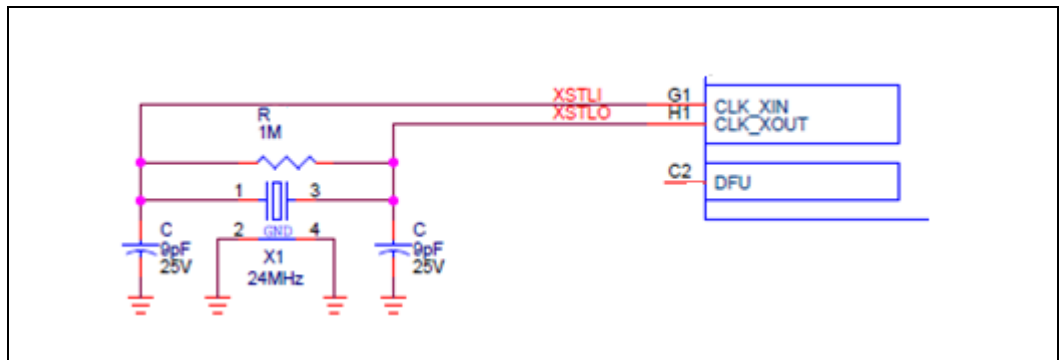 XSTLI G1 CLK_XIN
XSTLO H1 CLK_XOUT
R
1M
C2 DFU
1 3
C 2 GND 4 C
9pF X1 9pF
25V 24MHz 25V